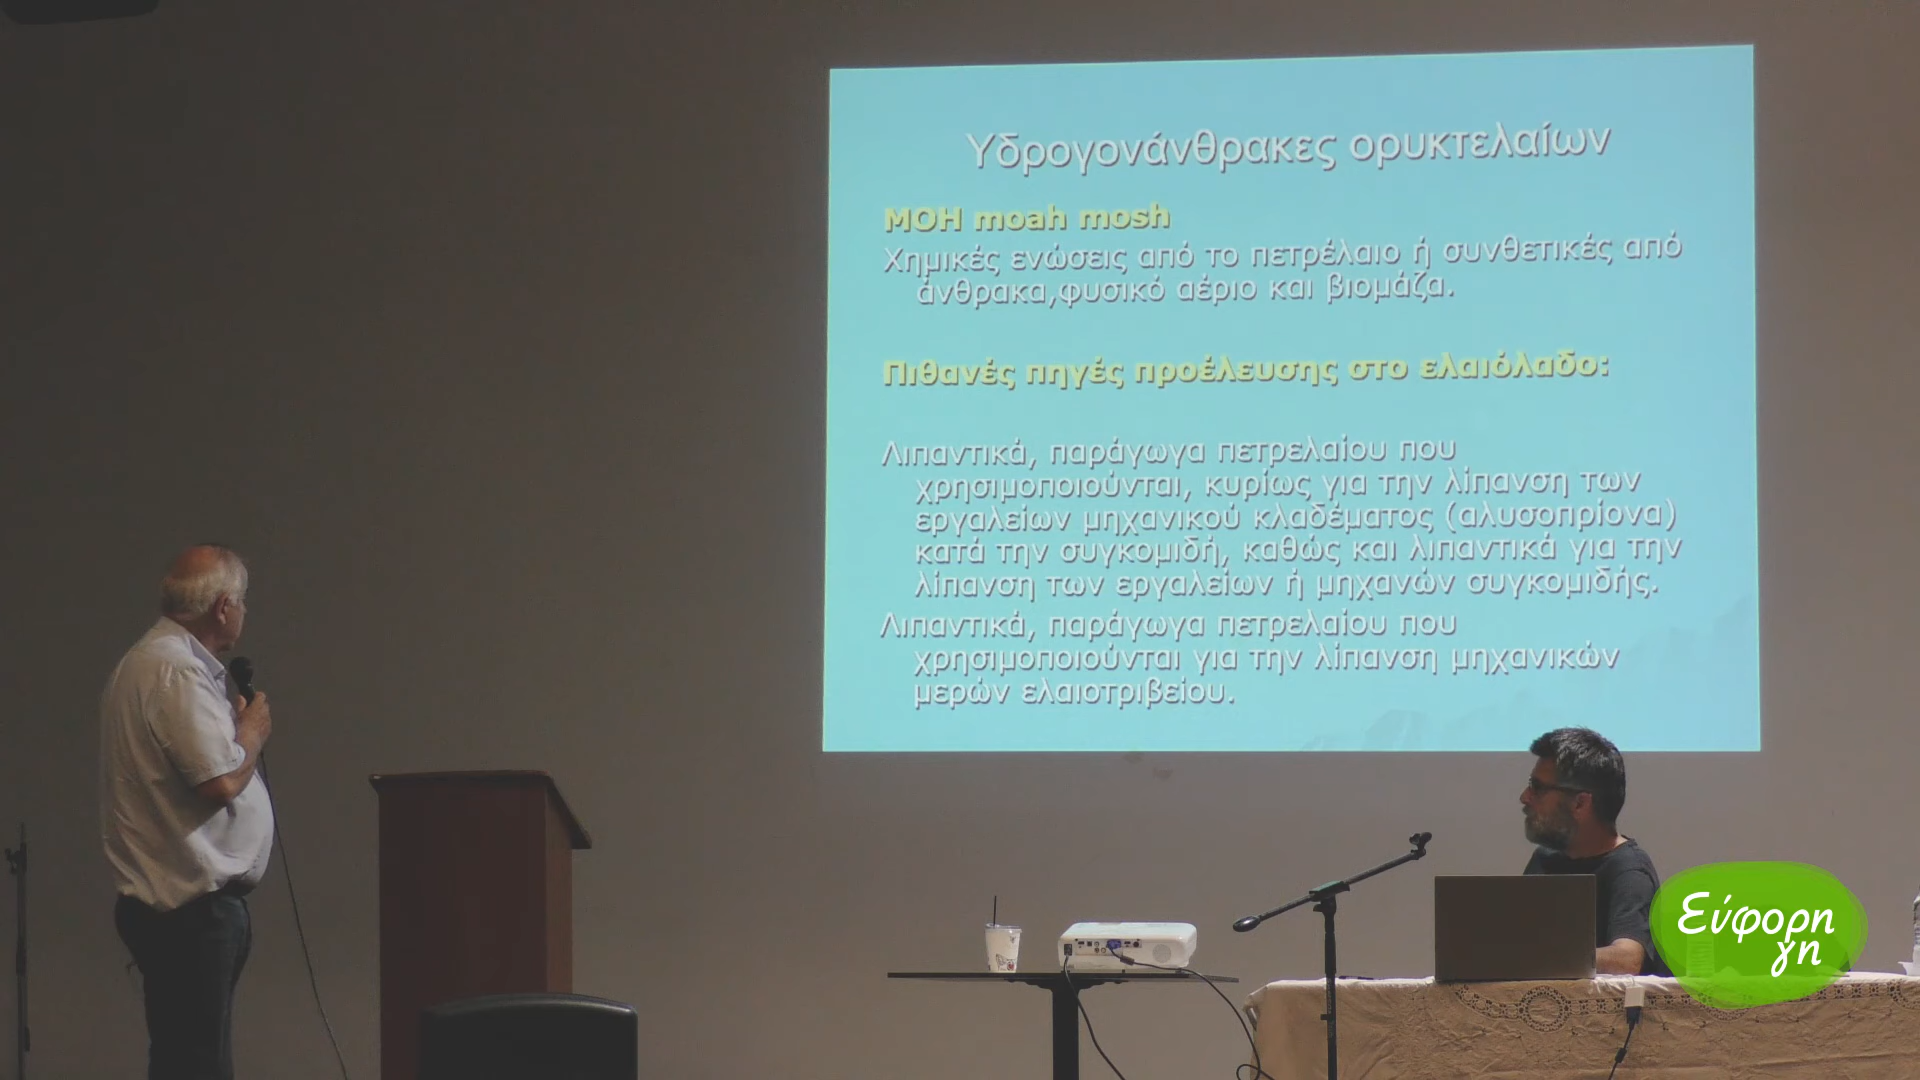 Υδρογονάνθρακες ορυκτελαίων
MOH moah mosh
Χημικές ενώσεις από το πετρέλαιο ή συνθετικές από
άνθρακα,φυσικό αέριο και βιομάζα.
Πιθανές πηγές προέλευσης στο ελαιόλαδο:
Λιπαντικά, παράγωγα πετρελαίου που
χρησιμοποιούνται, κυρίως για την λίπανση των
εργαλείων μηχανικού κλαδέματος (αλυσοπρίονα)
κατά την συγκομιδή, καθώς και λιπαντικά για την
λίπανση των εργαλείων ή μηχανών συγκομιδής.
Λιπαντικά, παράγωγα πετρελαίου που
χρησιμοποιούνται για την λίπανση μηχανικών
μερών ελαιοτριβείου.
Εύφορη
γη